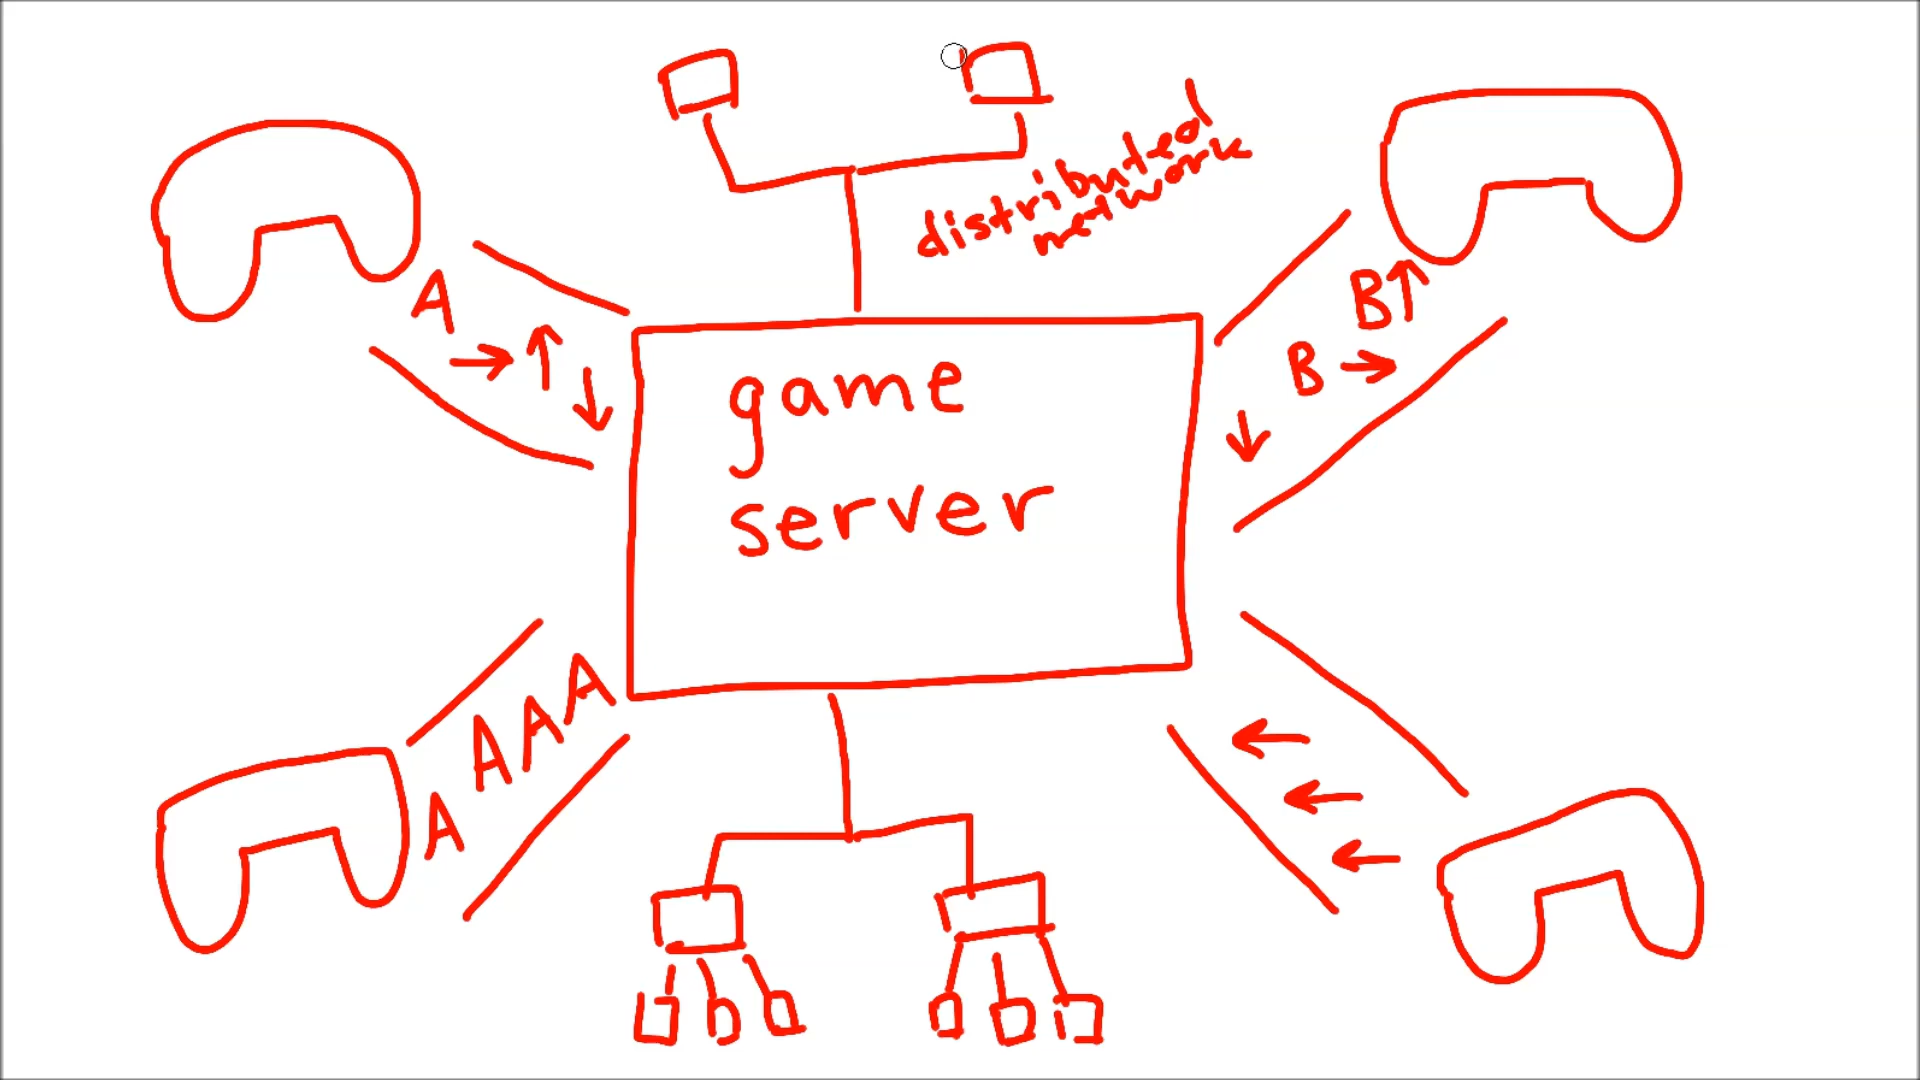 distributed
network
A
→ ↑ ↓
B↑
B →
↓
game
server
A A A A
←
←
←